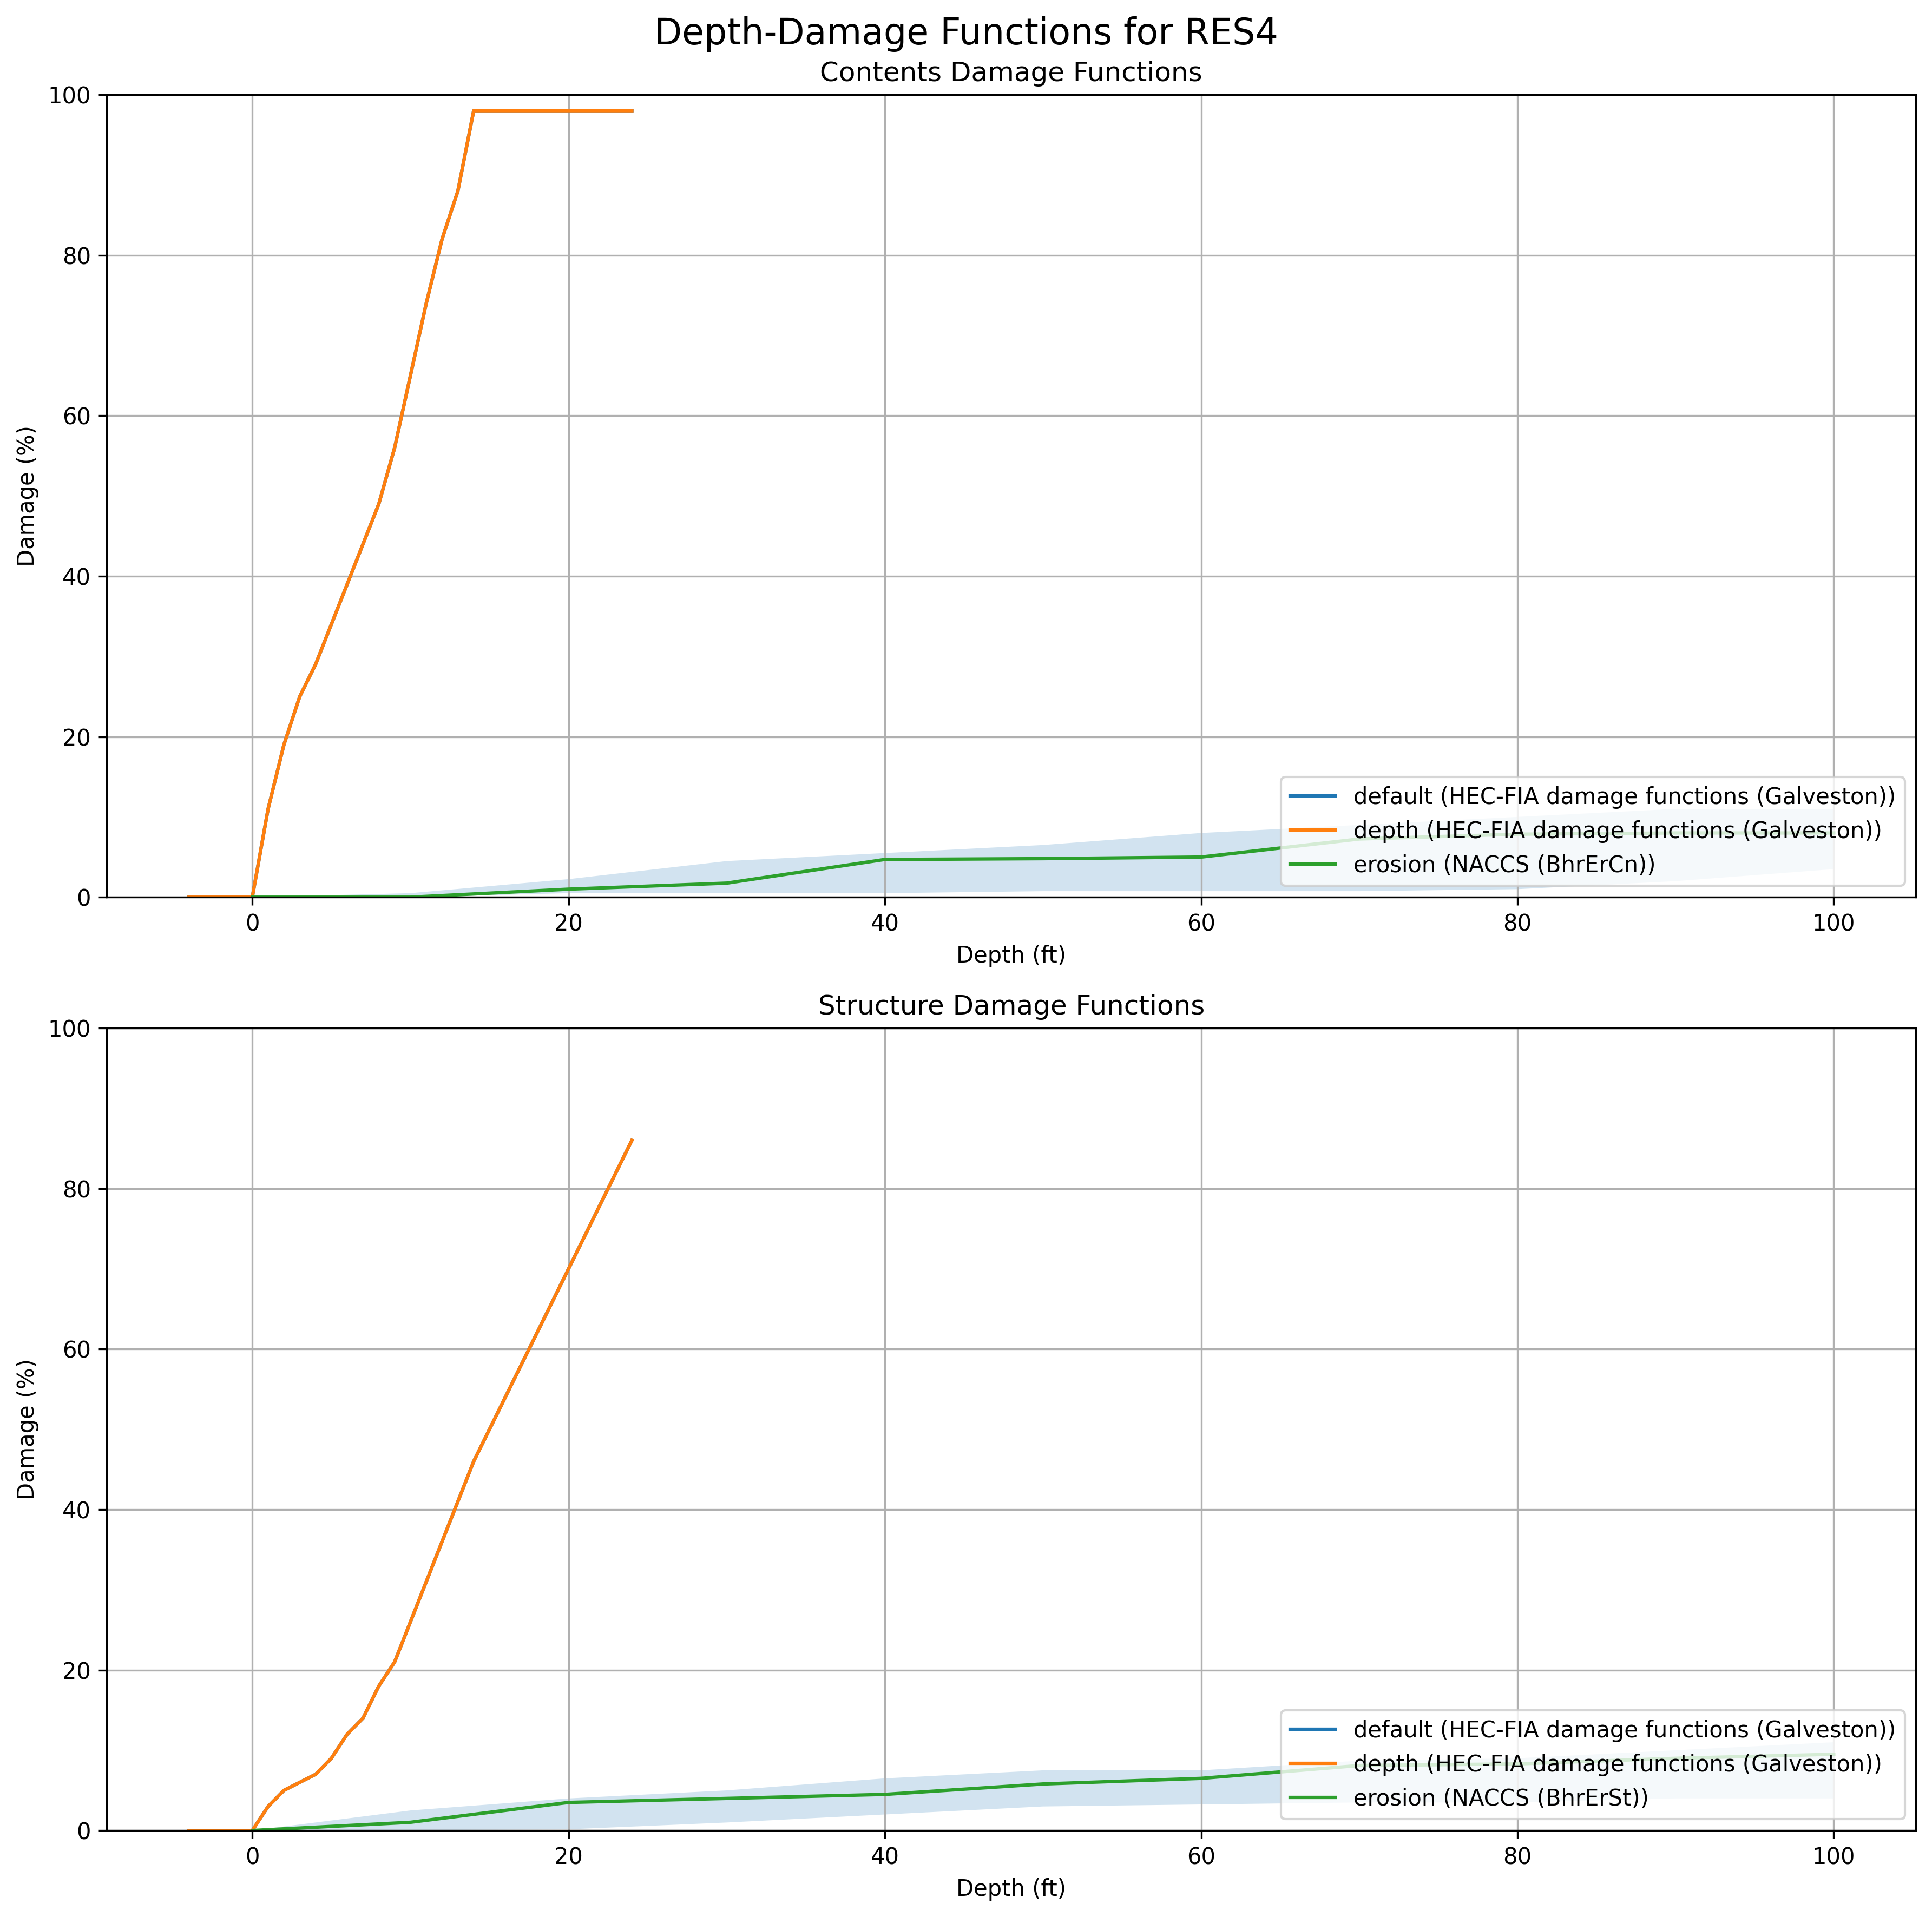 Depth-Damage Functions for RES4
Contents Damage Functions
100
80
60
40
20
0
Damage (%)
default (HEC-FIA damage functions (Galveston))
depth (HEC-FIA damage functions (Galveston))
erosion (NACCS (BhrErCn))
0 20 40 60 80 100
Depth (ft)
Structure Damage Functions
100
80
60
40
20
0
Damage (%)
default (HEC-FIA damage functions (Galveston))
depth (HEC-FIA damage functions (Galveston))
erosion (NACCS (BhrErSt))
0 20 40 60 80 100
Depth (ft)